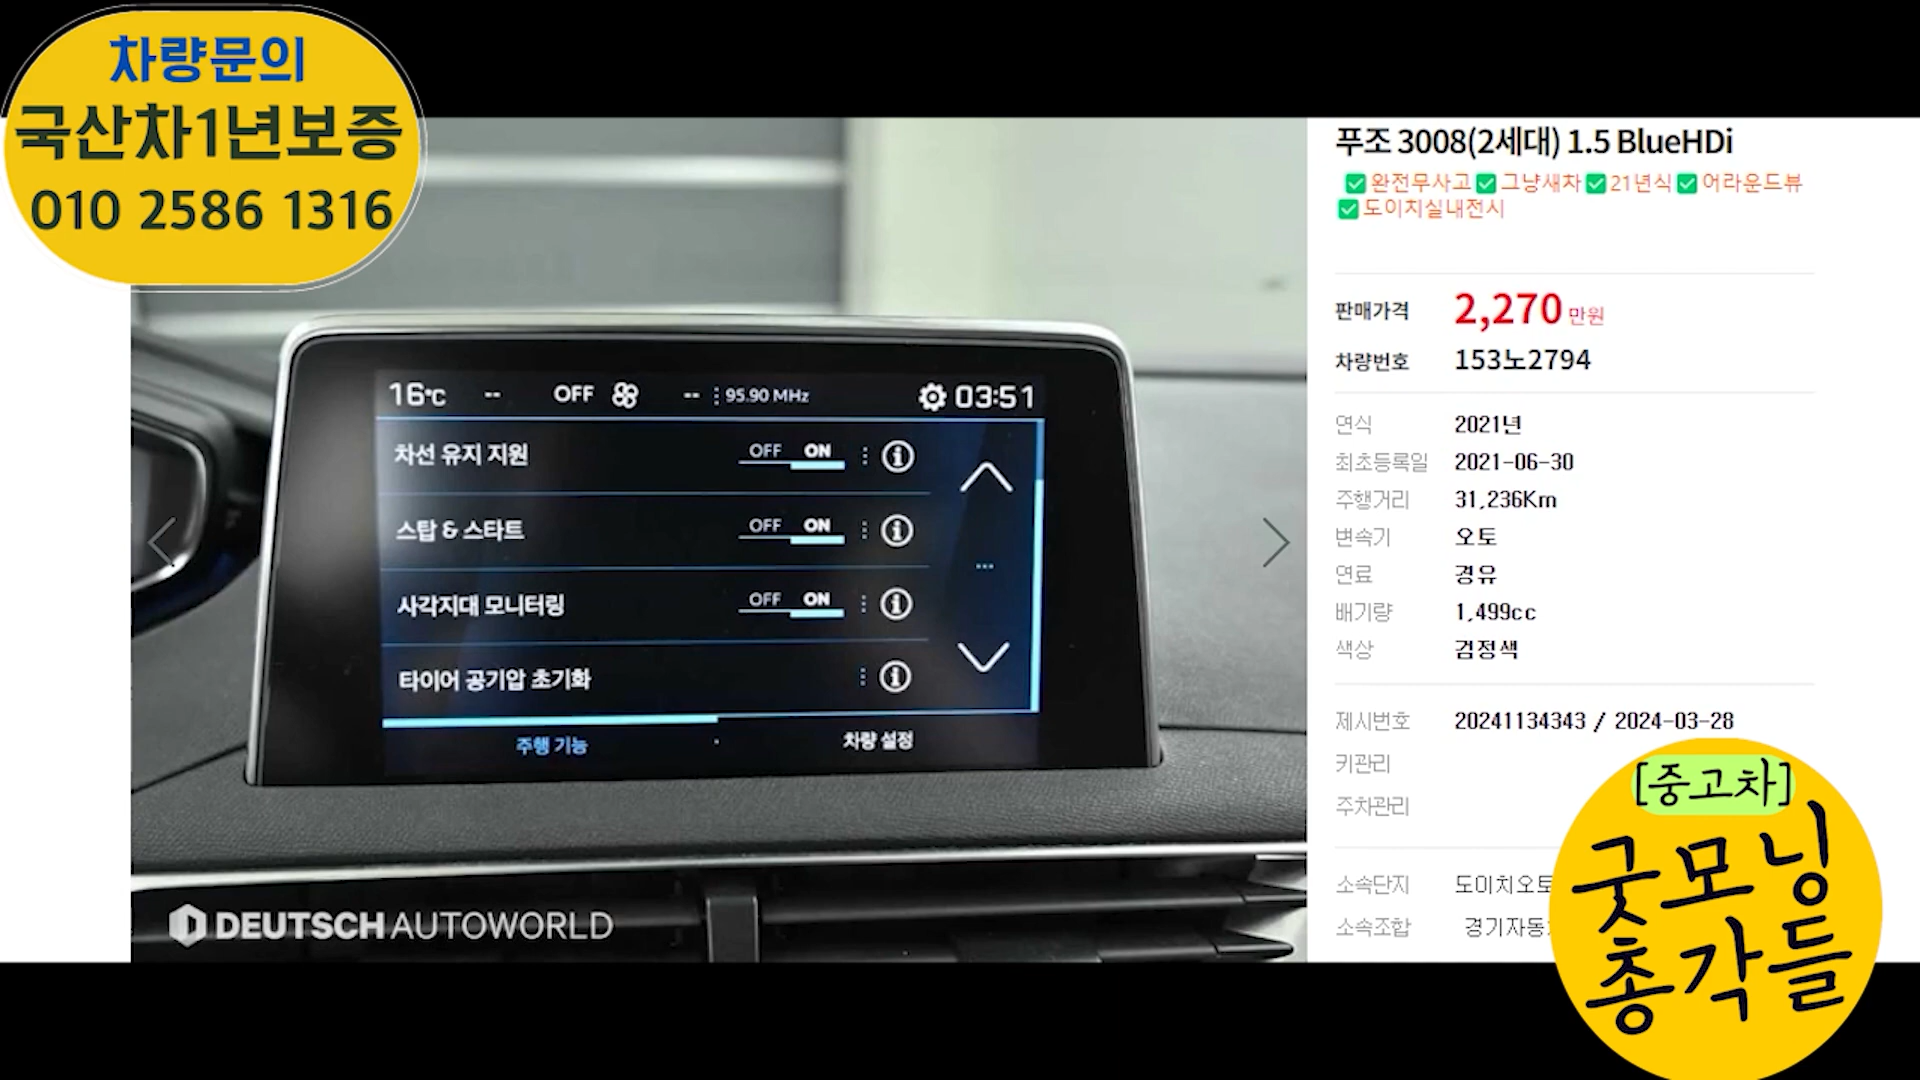 차량문의
국산차1년보증
010 2586 1316
16°C -- OFF -- 95.90 MHz 03:51
차선 유지 지원 OFF ON
스탑 & 스타트 OFF ON
사각지대 모니터링 OFF ON
타이어 공기압 초기화
주행 기능 차량 설정
DEUTSCH AUTOWORLD
푸조 3008(2세대) 1.5 BlueHDi
✅완전무사고✅그냥새차✅21년식✅어라운드뷰
✅도이치실내전시
판매가격 2,270 만원
차량번호 153노2794
연식 2021년
최초등록일 2021-06-30
주행거리 31,236Km
변속기 오토
연료 경유
배기량 1,499cc
색상 검정색
제시번호 20241134343 / 2024-03-28
키관리
주차관리
소속단지 도이치오토
소속조합 경기자동
[중고차]
굿모닝
총각들